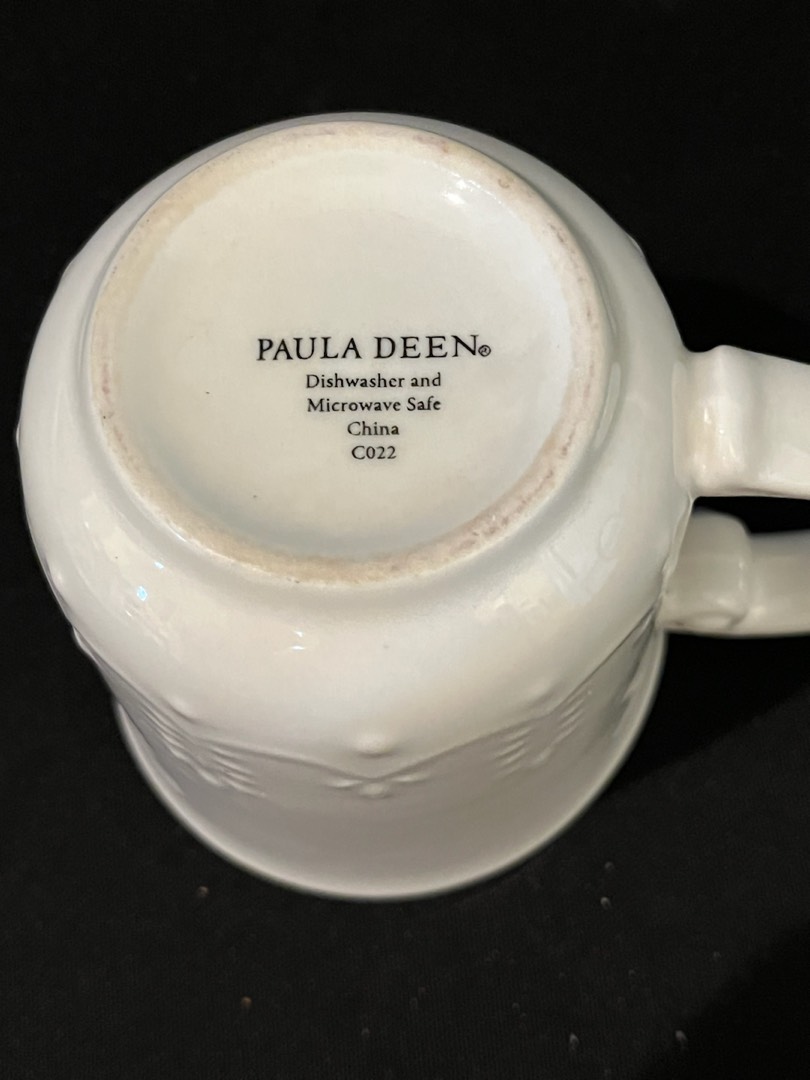 PAULA DEEN®
Dishwasher and
Microwave Safe
China
C022